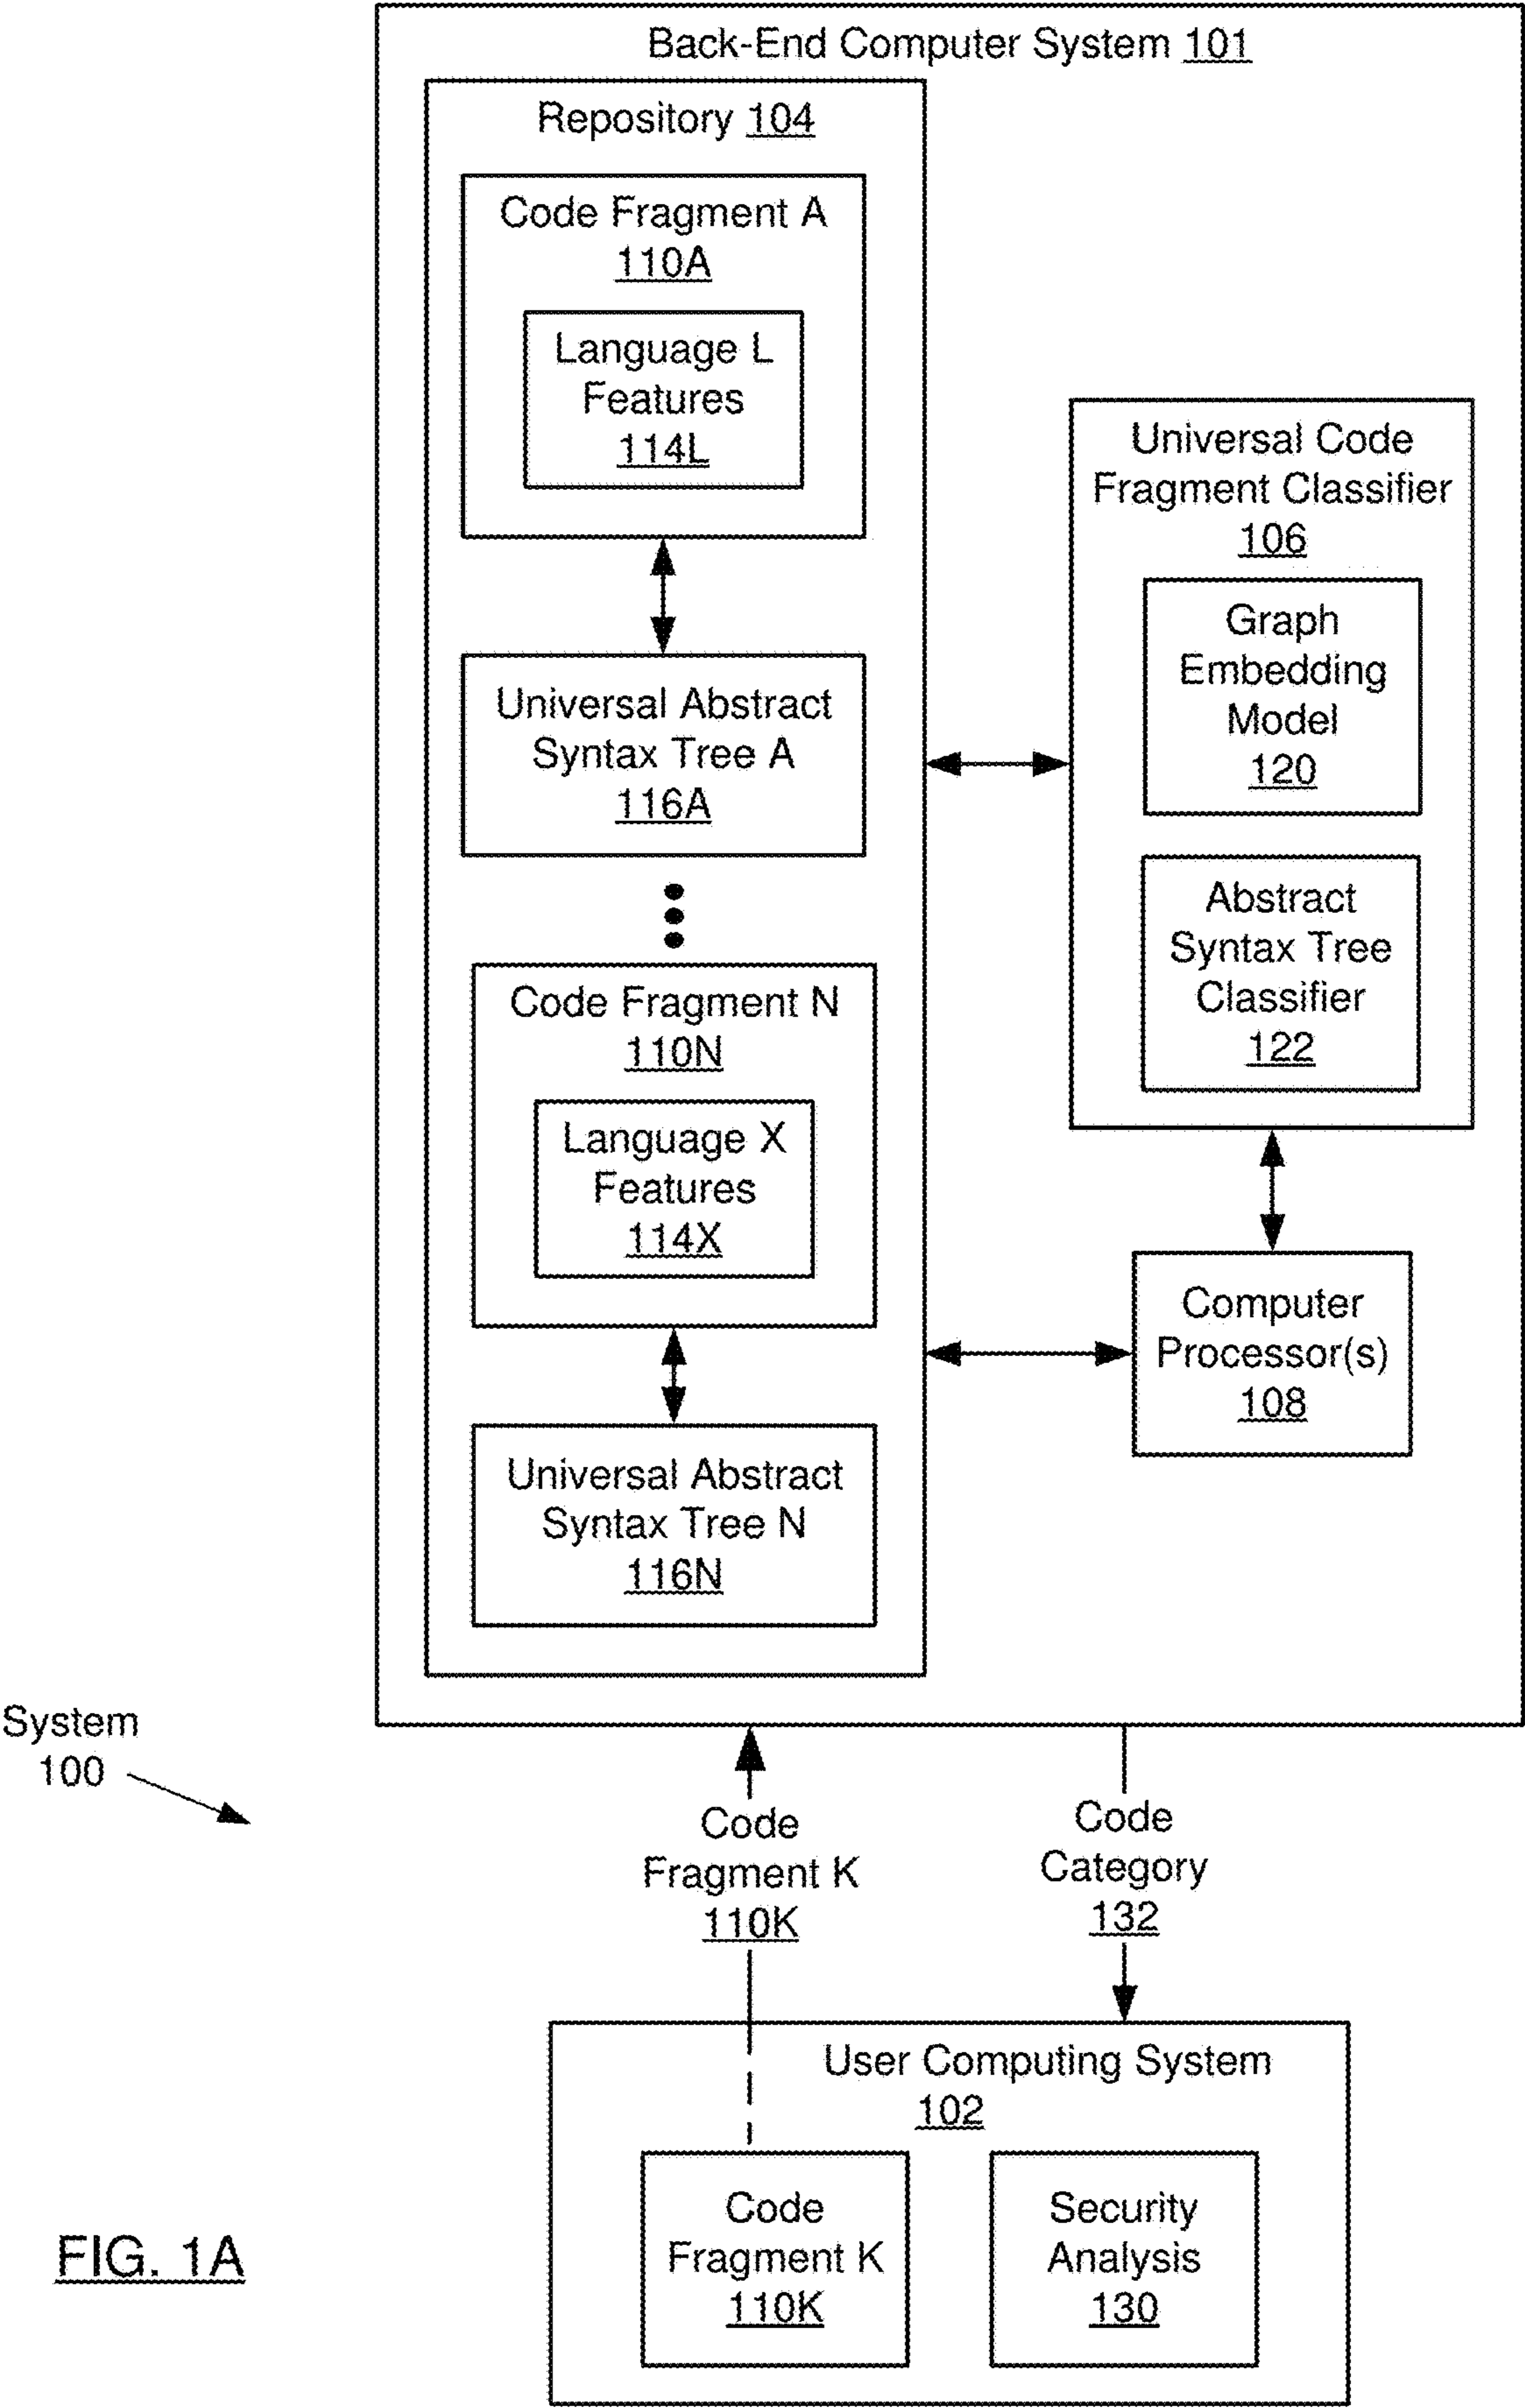 Back-End Computer System 101
Repository 104
Code Fragment A
110A
Language L
Features
114L
Universal Abstract
Syntax Tree A
116A
Code Fragment N
110N
Language X
Features
114X
Universal Abstract
Syntax Tree N
116N
Universal Code
Fragment Classifier
106
Graph
Embedding
Model
120
Abstract
Syntax Tree
Classifier
122
Computer
Processor(s)
108
System
100
Code
Fragment K
110K
Code
Category
132
User Computing System
102
Code
Fragment K
110K
Security
Analysis
130
FIG. 1A